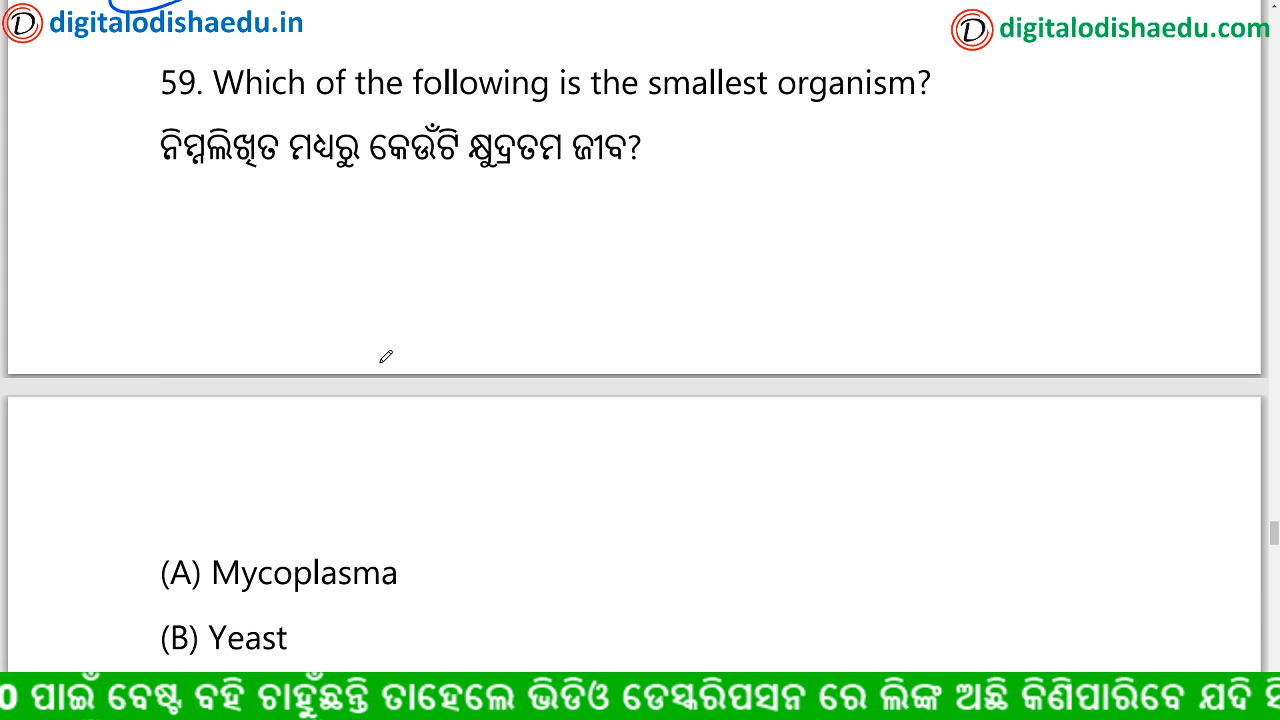 digitalodishaedu.in
digitalodishaedu.com
59. Which of the following is the smallest organism?
ନିମ୍ନଲିଖିତ ମଧ୍ୟରୁ କେଉଁଟି କ୍ଷୁଦ୍ରତମ ଜୀବ?
(A) Mycoplasma
(B) Yeast
0 ପାଇଁ ବେଷ୍ଟ ବହି ଚାହୁଁଛନ୍ତି ତାହେଲେ ଭିଡିଓ ଡେସ୍କରିପସନ ରେ ଲିଙ୍କ ଅଛି କିଣିପାରିବେ ଯଦି